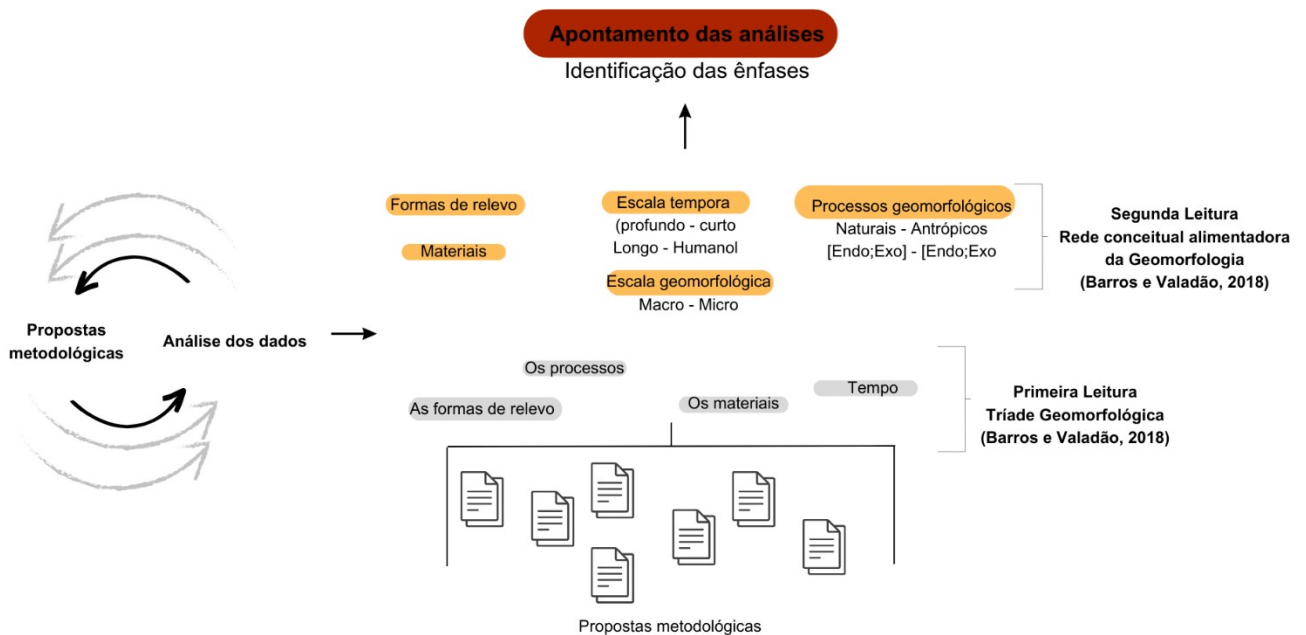 Apontamento das análises
Identificação das ênfases
Formas de relevo
Materiais
Escala tempora
(profundo - curto
Longo - Humanol
Escala geomorfológica
Macro - Micro
Processos geomorfológicos
Naturais - Antrópicos
[Endo;Exo] - [Endo;Exo
Segunda Leitura
Rede conceitual alimentadora
da Geomorfologia
(Barros e Valadão, 2018)
Propostas
metodológicas
Análise dos dados
Os processos
As formas de relevo
Os materiais
Tempo
Primeira Leitura
Tríade Geomorfológica
(Barros e Valadão, 2018)
Propostas metodológicas